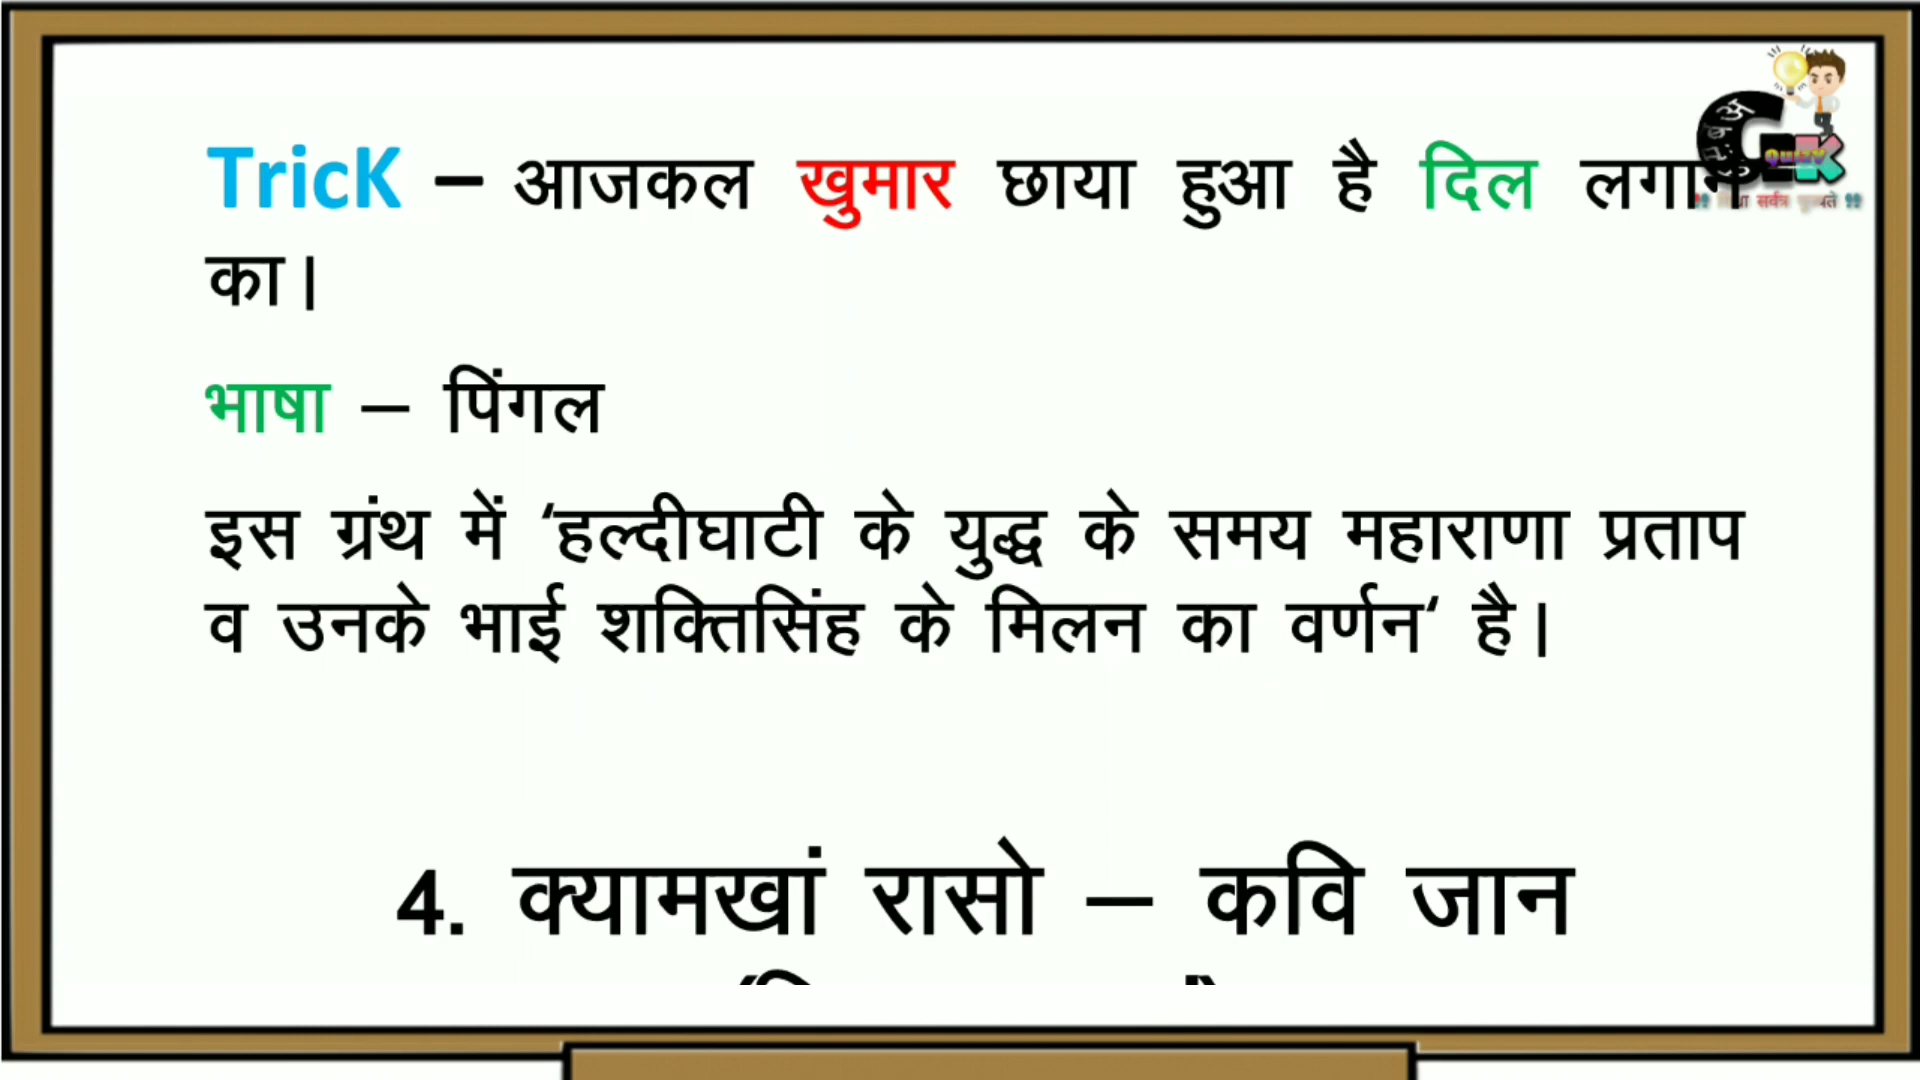 TricK – आजकल खुमार छाया हुआ है दिल लगाने
का।
भाषा – पिंगल
इस ग्रंथ में ‘हल्दीघाटी के युद्ध के समय महाराणा प्रताप
व उनके भाई शक्तिसिंह के मिलन का वर्णन‘ है।
4. क्यामखां रासो – कवि जान